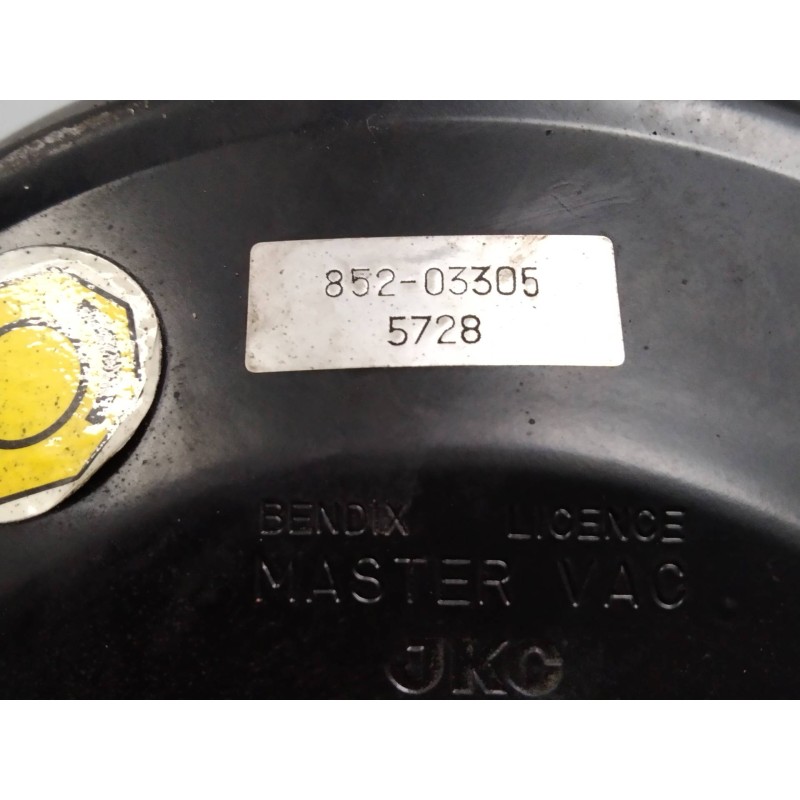 852-03305
5728
BENDIX LICENCE
MASTER VAC
JKC